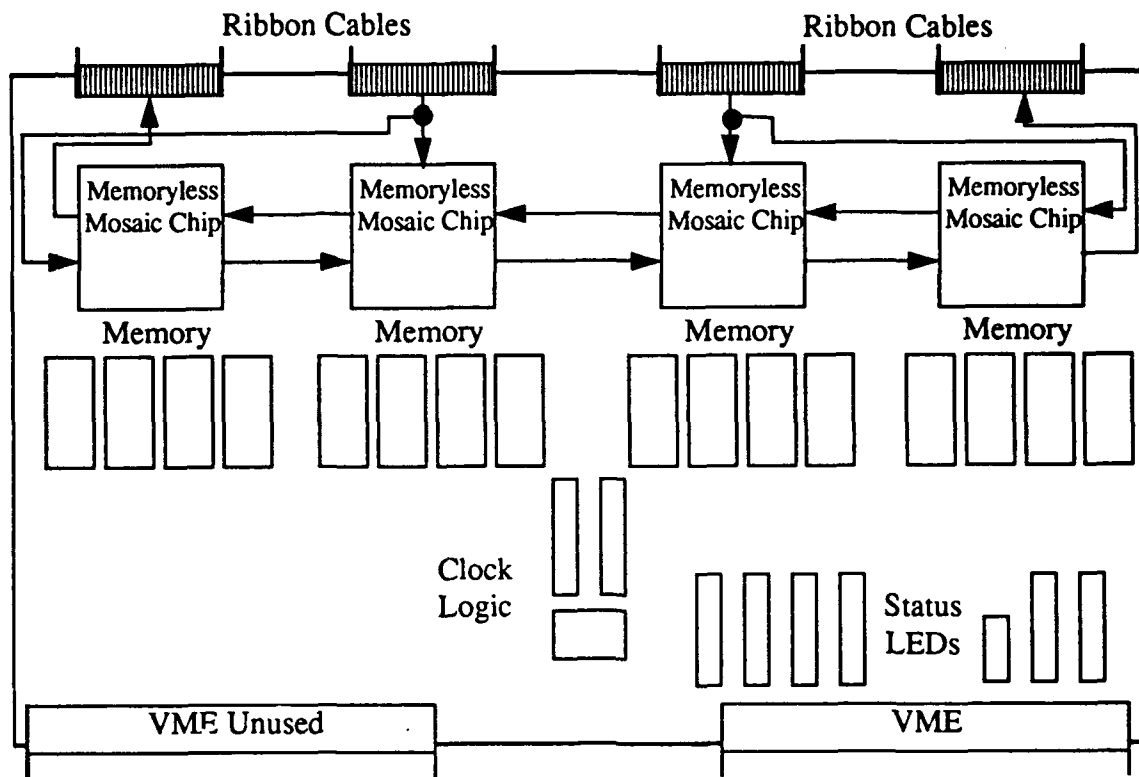 Ribbon Cables
Ribbon Cables
Memoryless
Mosaic Chip
Memoryless
Mosaic Chip
Memoryless
Mosaic Chip
Memoryless
Mosaic Chip
Memory
Memory
Memory
Memory
Clock
Logic
Status
LEDs
VME Unused
VME